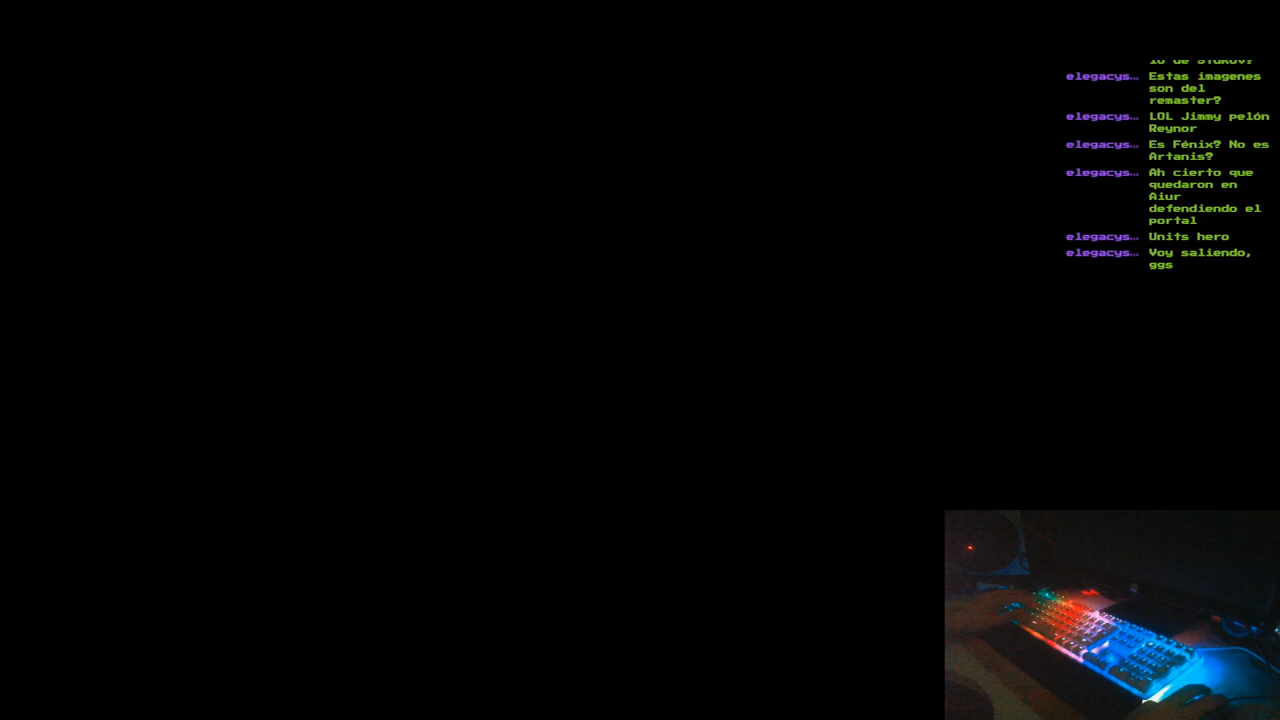 elegacys… Estas imagenes
son del
remaster?
elegacys… LOL Jimmy pelón
Reynor
elegacys… Es Fénix? No es
Artanis?
elegacys… Ah cierto que
quedaron en
Aiur
defendiendo el
portal
elegacys… Units hero
elegacys… Voy saliendo,
ggs